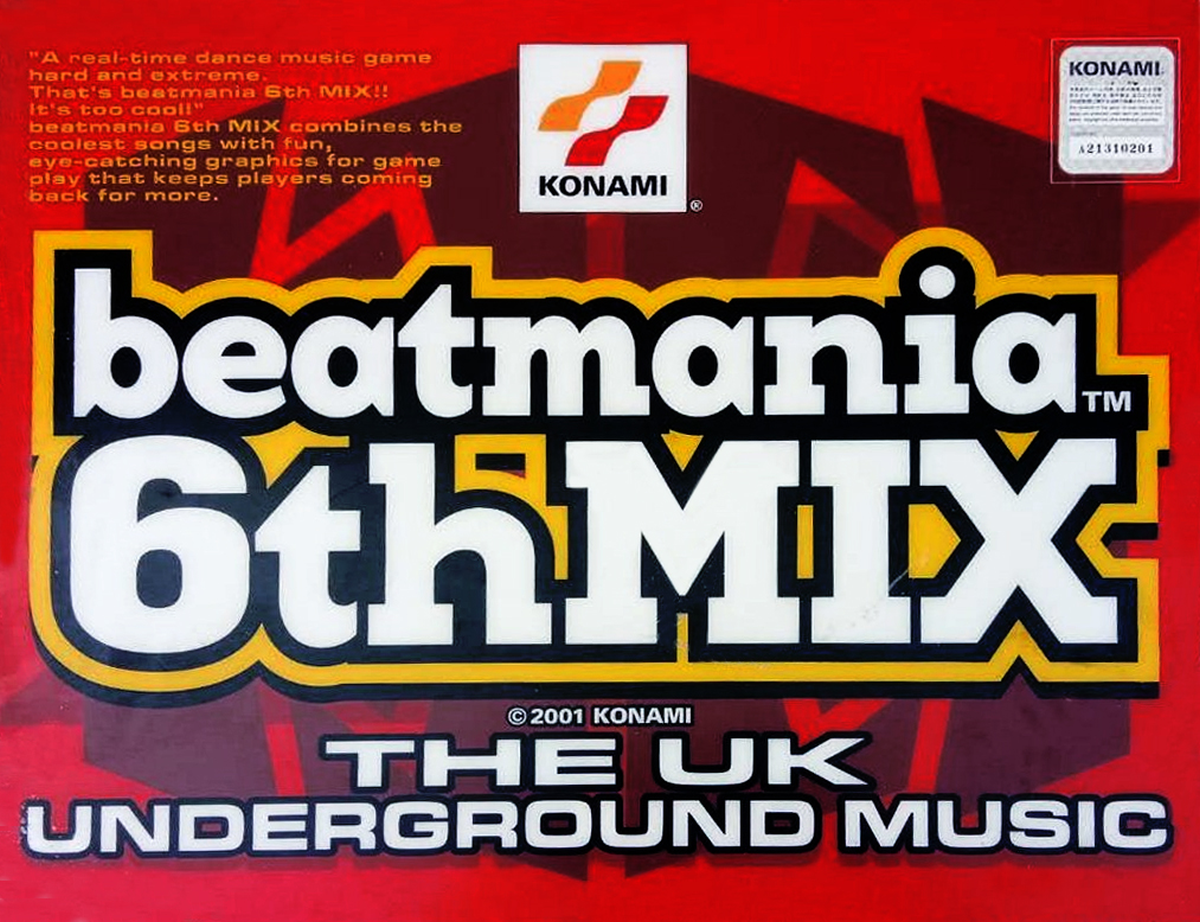 "A real-time dance music game
hard and extreme.
That's beatmania 6th MIX!!
It's too cool!"
beatmania 6th MIX combines the
coolest songs with fun,
eye-catching graphics for game
play that keeps players coming
back for more.
KONAMI
®
KONAMI
A21310201
beatmania™
6thMIX
©2001 KONAMI
THE UK
UNDERGROUND MUSIC